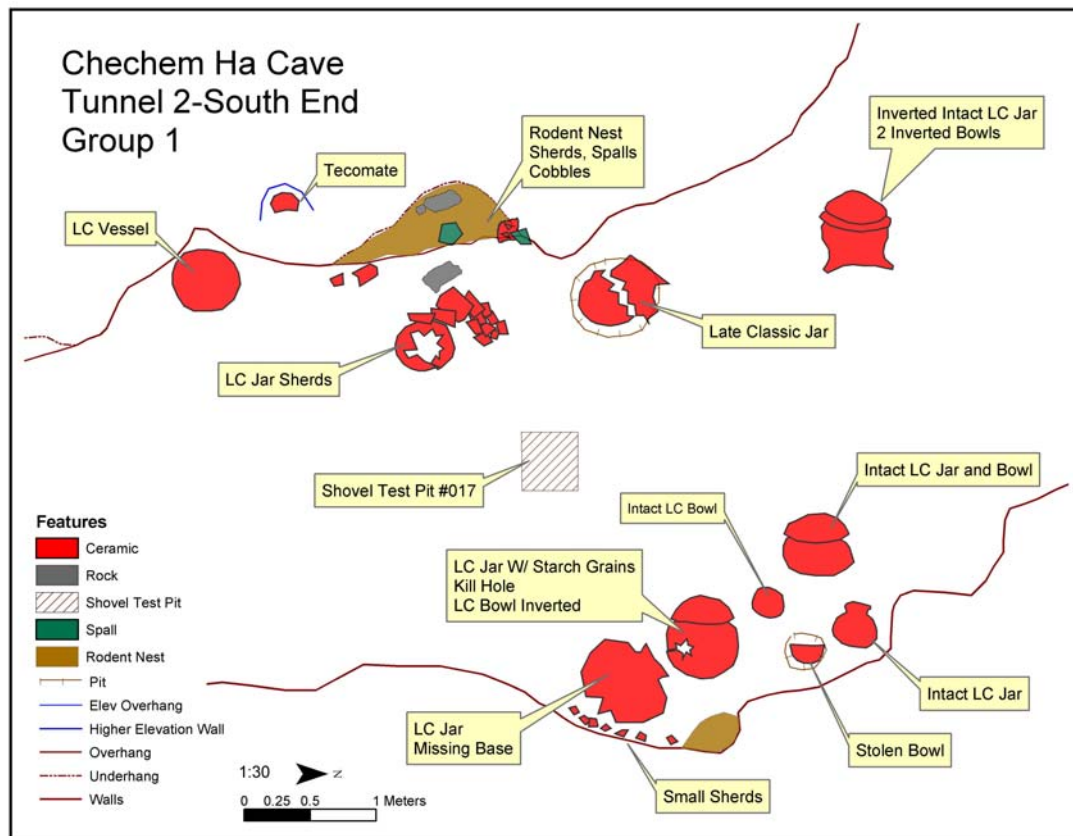 Chechem Ha Cave
Tunnel 2-South End
Group 1
Inverted Intact LC Jar
2 Inverted Bowls
Rodent Nest
Sherds, Spalls
Cobbles
Tecomate
LC Vessel
Late Classic Jar
LC Jar Sherds
Shovel Test Pit #017
Intact LC Jar and Bowl
Intact LC Bowl
LC Jar W/ Starch Grains
Kill Hole
LC Bowl Inverted
Intact LC Jar
LC Jar
Missing Base
Stolen Bowl
Small Sherds
Features
Ceramic
Rock
Shovel Test Pit
Spall
Rodent Nest
Pit
Elev Overhang
Higher Elevation Wall
Overhang
Underhang
Walls
1:30
N
0 0.25 0.5 1 Meters